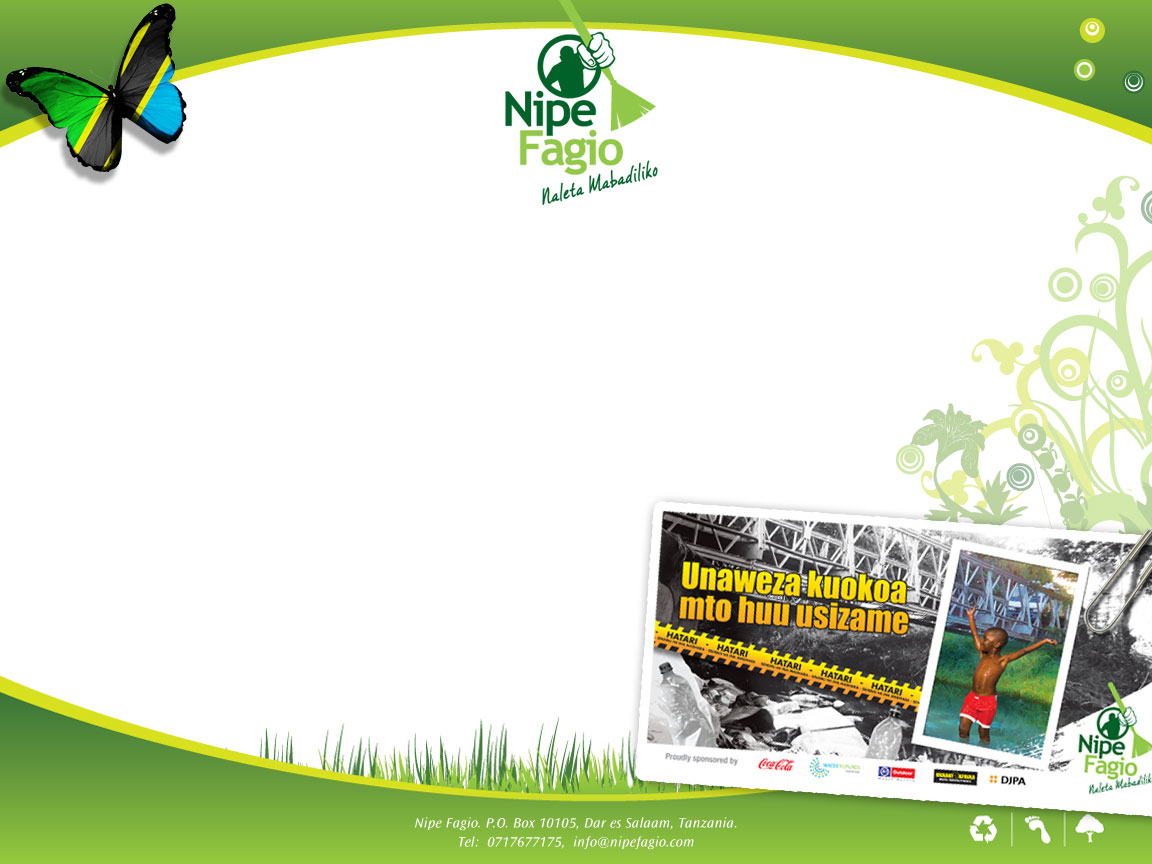 Nipe
Fagio
Naleta Mabadiliko
Unaweza kuokoa
mto huu usizame
HATARI HATARI HATARI HATARI HATARI
Proudly sponsored by
Coca-Cola
DJPA
Nipe
Fagio
Naleta Mabadiliko
Nipe Fagio. P.O. Box 10105, Dar es Salaam, Tanzania.
Tel: 0717677175, info@nipefagio.com